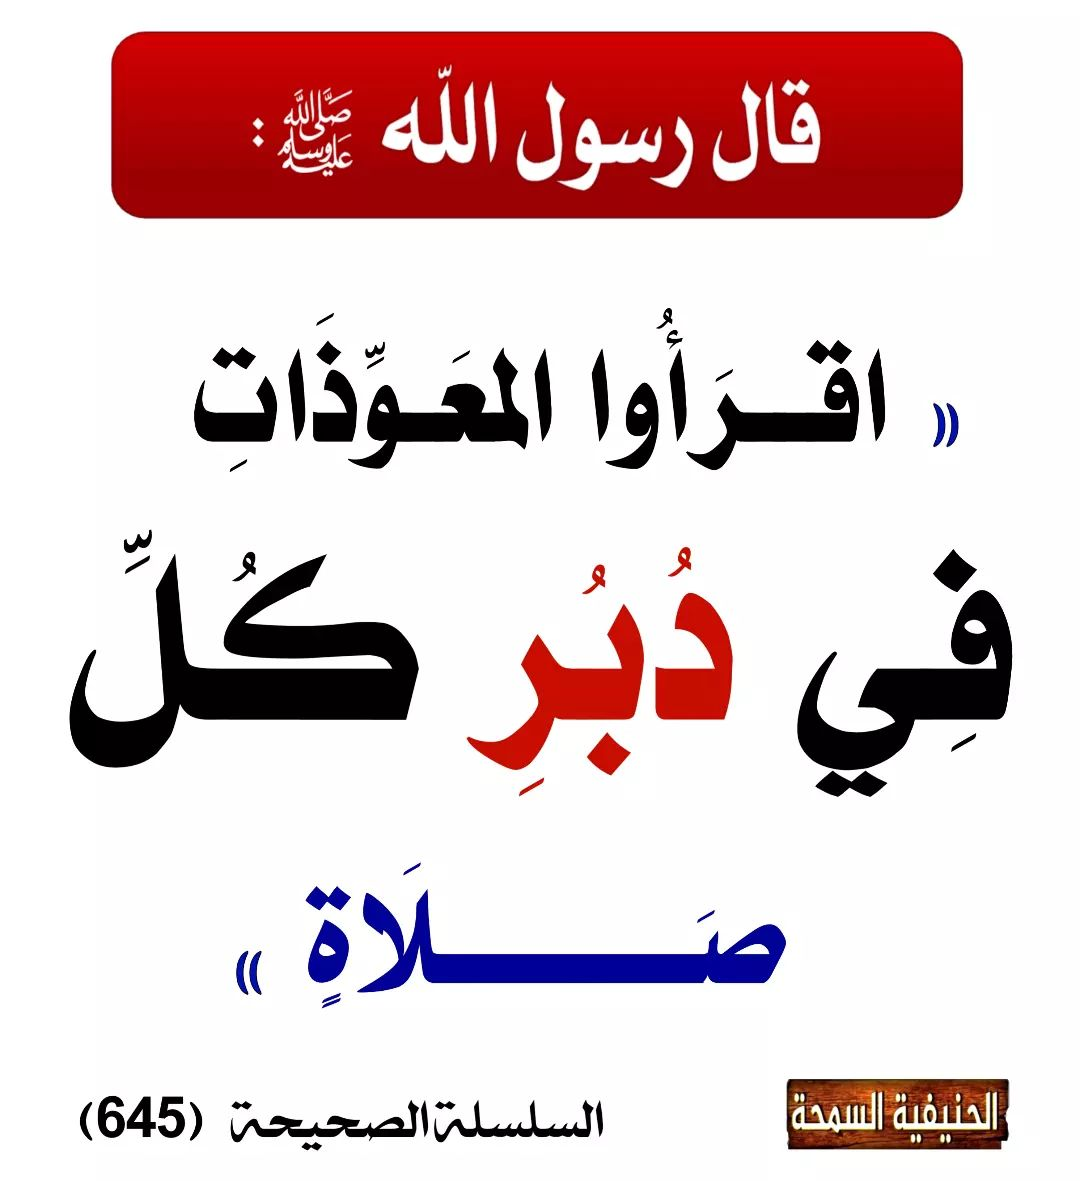 قال رسول الله ﷺ :
« اقــرَأُوا المعَـوِّذَاتِ
فِي دُبُرِ كُلِّ
صَـــــلَاةٍ »
الحنيفية السمحة
السلسلة الصحيحة (645)